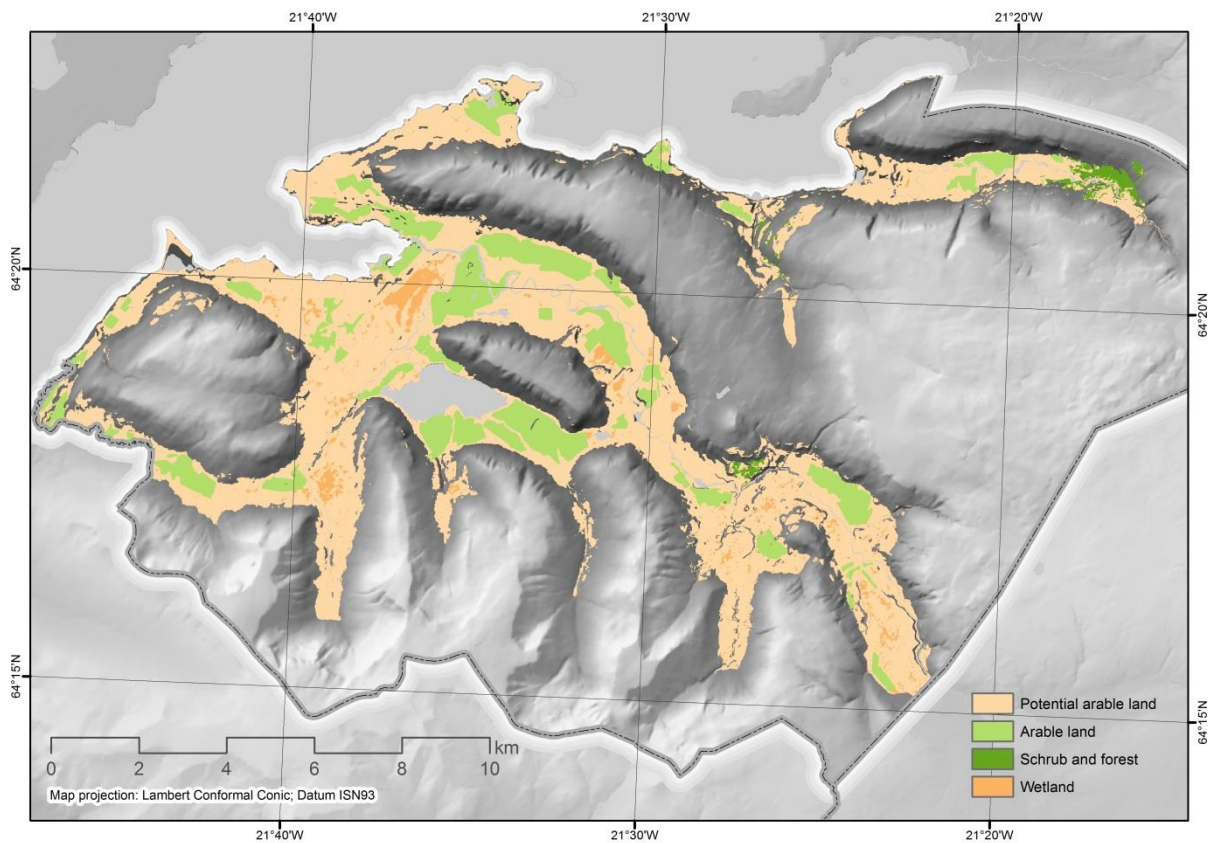 21°40'W
21°30'W
21°20'W
64°20'N
64°20'N
64°15'N
64°15'N
Potential arable land
Arable land
Schrub and forest
Wetland
km
0 2 4 6 8 10
Map projection: Lambert Conformal Conic; Datum ISN93
21°40'W
21°30'W
21°20'W